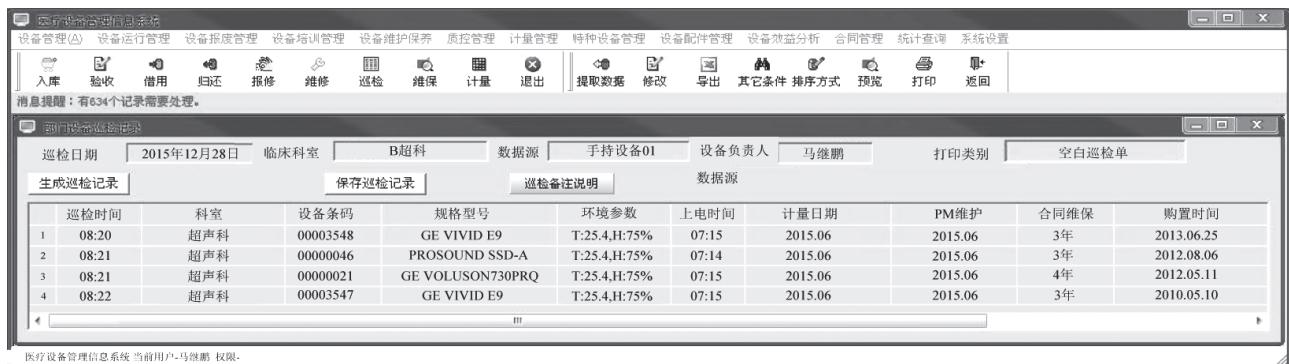 医疗设备管理信息系统
设备管理(A) 设备运行管理 设备报废管理 设备培训管理 设备维护保养 质控管理 计量管理 特种设备管理 设备配件管理 设备效益分析 合同管理 统计查询 系统设置
入库 验收 借用 归还 报修 维修 巡检 维保 计量 退出 提取数据 修改 导出 其它条件 排序方式 预览 打印 返回
消息提醒：有634个记录需要处理。
部门设备巡检记录
巡检日期 2015年12月28日 临床科室 B超科 数据源 手持设备01 设备负责人 马继鹏 打印类别 空白巡检单
生成巡检记录 保存巡检记录 巡检备注说明 数据源
巡检时间 科室 设备条码 规格型号 环境参数 上电时间 计量日期 PM维护 合同维保 购置时间
1 08:20 超声科 00003548 GE VIVID E9 T:25.4,H:75% 07:15 2015.06 2015.06 3年 2013.06.25
2 08:21 超声科 00000046 PROSOUND SSD-A T:25.4,H:75% 07:14 2015.06 2015.06 3年 2012.08.06
3 08:21 超声科 00000021 GE VOLUSON730PRQ T:25.4,H:75% 07:15 2015.06 2015.06 4年 2012.05.11
4 08:22 超声科 00003547 GE VIVID E9 T:25.4,H:75% 07:15 2015.06 2015.06 3年 2010.05.10
医疗设备管理信息系统 当前用户-马继鹏 权限-